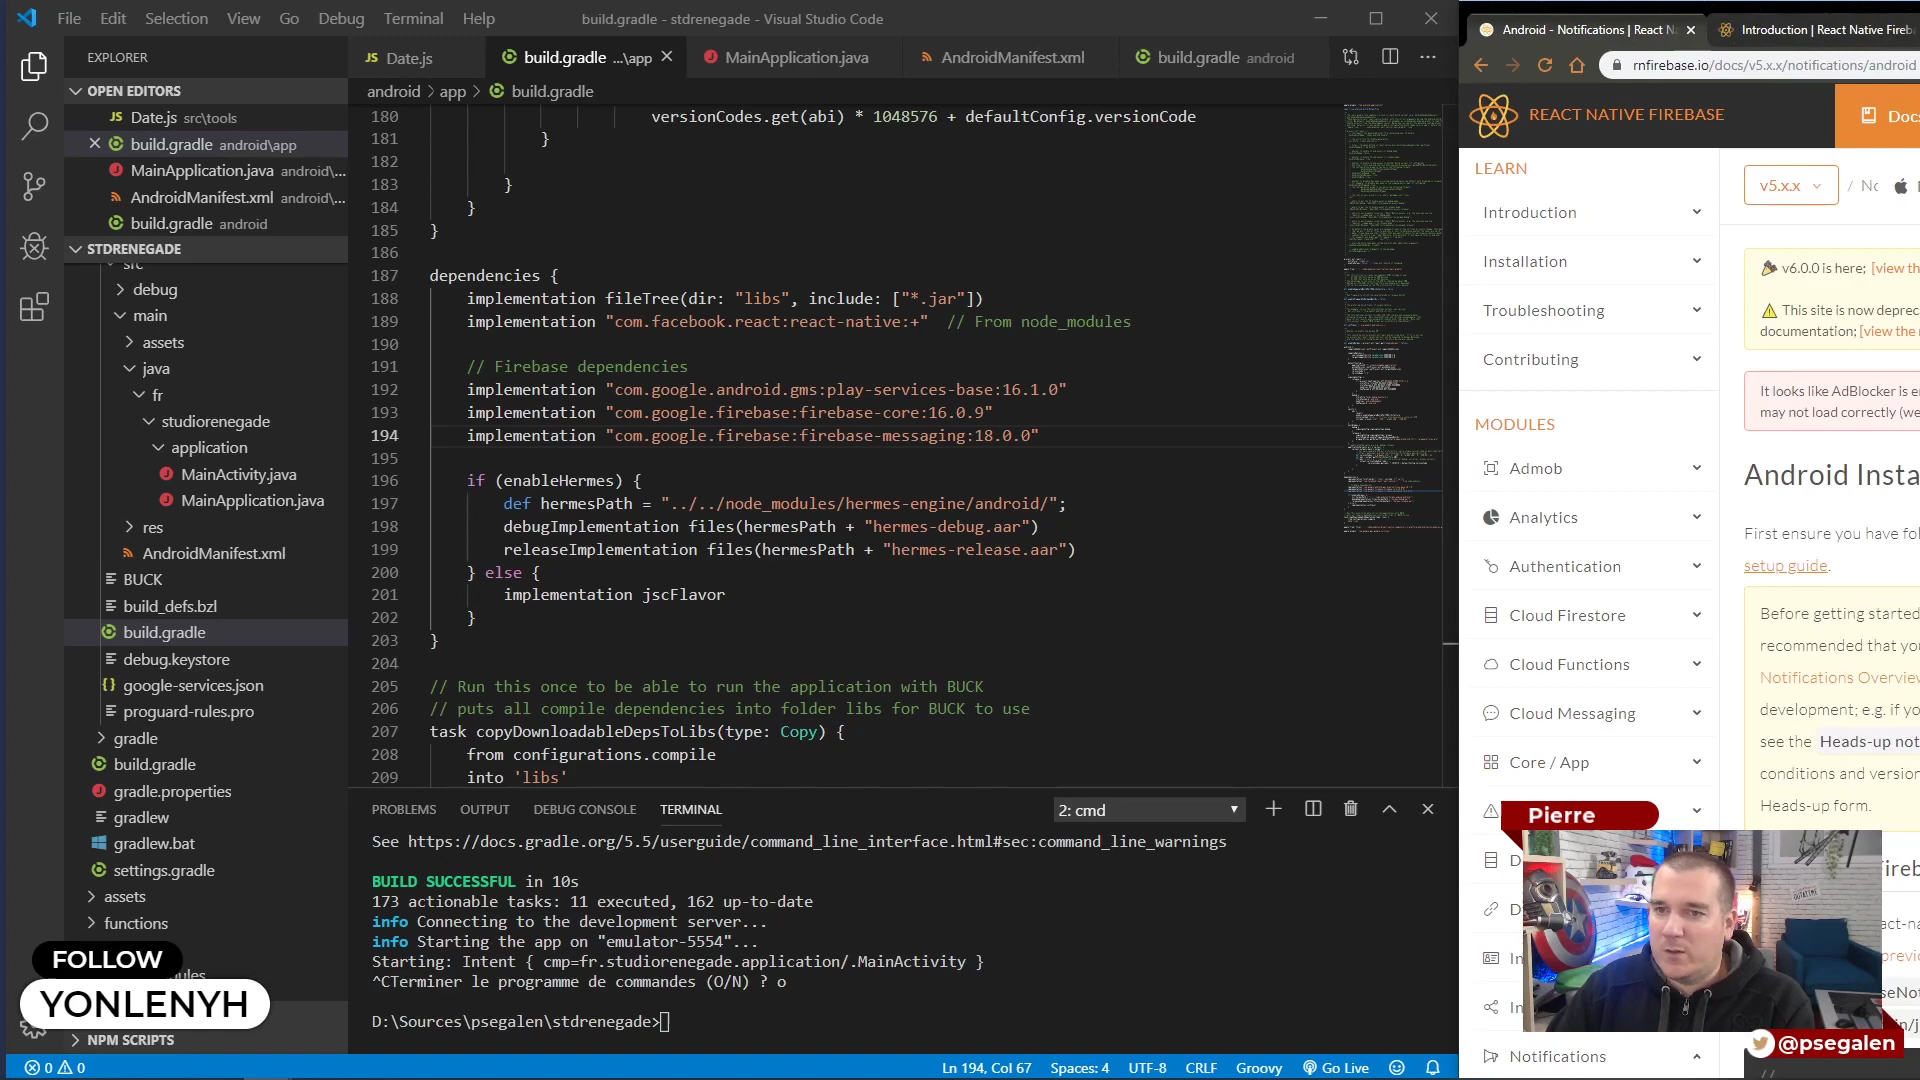 File Edit Selection View Go Debug Terminal Help
build.gradle - stdrenegade - Visual Studio Code
EXPLORER
OPEN EDITORS
Date.js src\tools
build.gradle android\app
MainApplication.java android\...
AndroidManifest.xml android\...
build.gradle android
STDRENEGADE
src
debug
main
assets
java
fr
studiorenegade
application
MainActivity.java
MainApplication.java
res
AndroidManifest.xml
BUCK
build_defs.bzl
build.gradle
debug.keystore
google-services.json
proguard-rules.pro
gradle
build.gradle
gradle.properties
gradlew
gradlew.bat
settings.gradle
assets
functions
FOLLOW
YONLENYH
NPM SCRIPTS
Date.js
build.gradle ...\app
MainApplication.java
AndroidManifest.xml
build.gradle android
android > app > build.gradle
180 versionCodes.get(abi) * 1048576 + defaultConfig.versionCode
181 }
182
183 }
184 }
185 }
186
187 dependencies {
188 implementation fileTree(dir: "libs", include: ["*.jar"])
189 implementation "com.facebook.react:react-native:+" // From node_modules
190
191 // Firebase dependencies
192 implementation "com.google.android.gms:play-services-base:16.1.0"
193 implementation "com.google.firebase:firebase-core:16.0.9"
194 implementation "com.google.firebase:firebase-messaging:18.0.0"
195
196 if (enableHermes) {
197 def hermesPath = "../../node_modules/hermes-engine/android/";
198 debugImplementation files(hermesPath + "hermes-debug.aar")
199 releaseImplementation files(hermesPath + "hermes-release.aar")
200 } else {
201 implementation jscFlavor
202 }
203 }
204
205 // Run this once to be able to run the application with BUCK
206 // puts all compile dependencies into folder libs for BUCK to use
207 task copyDownloadableDepsToLibs(type: Copy) {
208 from configurations.compile
209 into 'libs'
PROBLEMS OUTPUT DEBUG CONSOLE TERMINAL
2: cmd
See https://docs.gradle.org/5.5/userguide/command_line_interface.html#sec:command_line_warnings
BUILD SUCCESSFUL in 10s
173 actionable tasks: 11 executed, 162 up-to-date
info Connecting to the development server...
info Starting the app on "emulator-5554"...
Starting: Intent { cmp=fr.studiorenegade.application/.MainActivity }
^CTerminer le programme de commandes (O/N) ? o
D:\Sources\psegalen\stdrenegade>
0 0
Ln 194, Col 67 Spaces: 4 UTF-8 CRLF Groovy Go Live
Android - Notifications | React N
Introduction | React Native Fireb
rnfirebase.io/docs/v5.x.x/notifications/android
REACT NATIVE FIREBASE
Docs
LEARN
Introduction
Installation
Troubleshooting
Contributing
MODULES
Admob
Analytics
Authentication
Cloud Firestore
Cloud Functions
Cloud Messaging
Core / App
Notifications
v5.x.x
v6.0.0 is here; [view th
This site is now depreca
documentation; [view the
It looks like AdBlocker is en
may not load correctly (we
Android Insta
First ensure you have fol
setup guide.
Before getting started
recommended that you
Notifications Overview
development; e.g. if yo
see the Heads-up not
conditions and version
Heads-up form.
Pierre
@psegalen